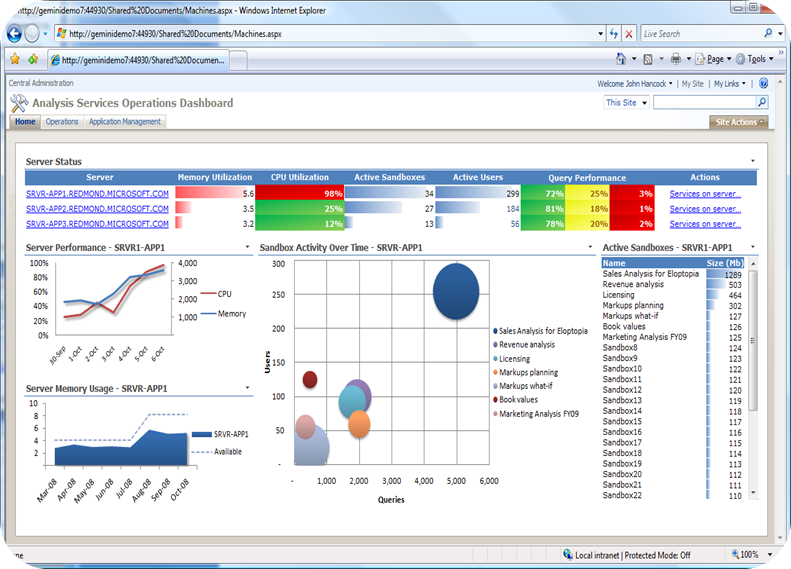 http://geminidemo7:44930/Shared%20Documents/Machines.aspx - Windows Internet Explorer
http://geminidemo7:44930/Shared%20Documents/Machines.aspx
Live Search
http://geminidemo7:44930/Shared%20Documen...
Page
Tools
Central Administration
Welcome John Hancock | My Site | My Links
Analysis Services Operations Dashboard
This Site
Home Operations Application Management
Site Actions
Server Status
Server Memory Utilization CPU Utilization Active Sandboxes Active Users Query Performance Actions
SRVR-APP1.REDMOND.MICROSOFT.COM 5.6 98% 34 299 72% 25% 3% Services on server...
SRVR-APP2.REDMOND.MICROSOFT.COM 3.5 25% 27 184 81% 18% 1% Services on server...
SRVR-APP3.REDMOND.MICROSOFT.COM 3.2 12% 13 56 78% 20% 2% Services on server...
Server Performance - SRVR1-APP1
100%
80%
60%
40%
20%
0%
4,000
3,000
2,000
1,000
CPU
Memory
30-Sep 1-Oct 2-Oct 3-Oct 4-Oct 5-Oct 6-Oct
Server Memory Usage - SRVR-APP1
10
8
6
4
2
SRVR-APP1
Available
Mar-08 Apr-08 May-08 Jun-08 Jul-08 Aug-08 Sep-08 Oct-08
Sandbox Activity Over Time - SRVR-APP1
300
250
200
150
100
50
-
Users
- 1,000 2,000 3,000 4,000 5,000 6,000
Queries
Sales Analysis for Eloptopia
Revenue analysis
Licensing
Markups planning
Markups what-if
Book values
Marketing Analysis FY09
Active Sandboxes - SRVR1-APP1
Name Size (Mb)
Sales Analysis for Eloptopia 1289
Revenue analysis 503
Licensing 464
Markups planning 302
Markups what-if 127
Book values 126
Marketing Analysis FY09 125
Sandbox8 124
Sandbox9 123
Sandbox10 122
Sandbox11 121
Sandbox12 120
Sandbox13 119
Sandbox14 118
Sandbox15 117
Sandbox16 116
Sandbox17 115
Sandbox18 114
Sandbox19 113
Sandbox20 112
Sandbox21 111
Sandbox22 110
ne
Local intranet | Protected Mode: Off
100%